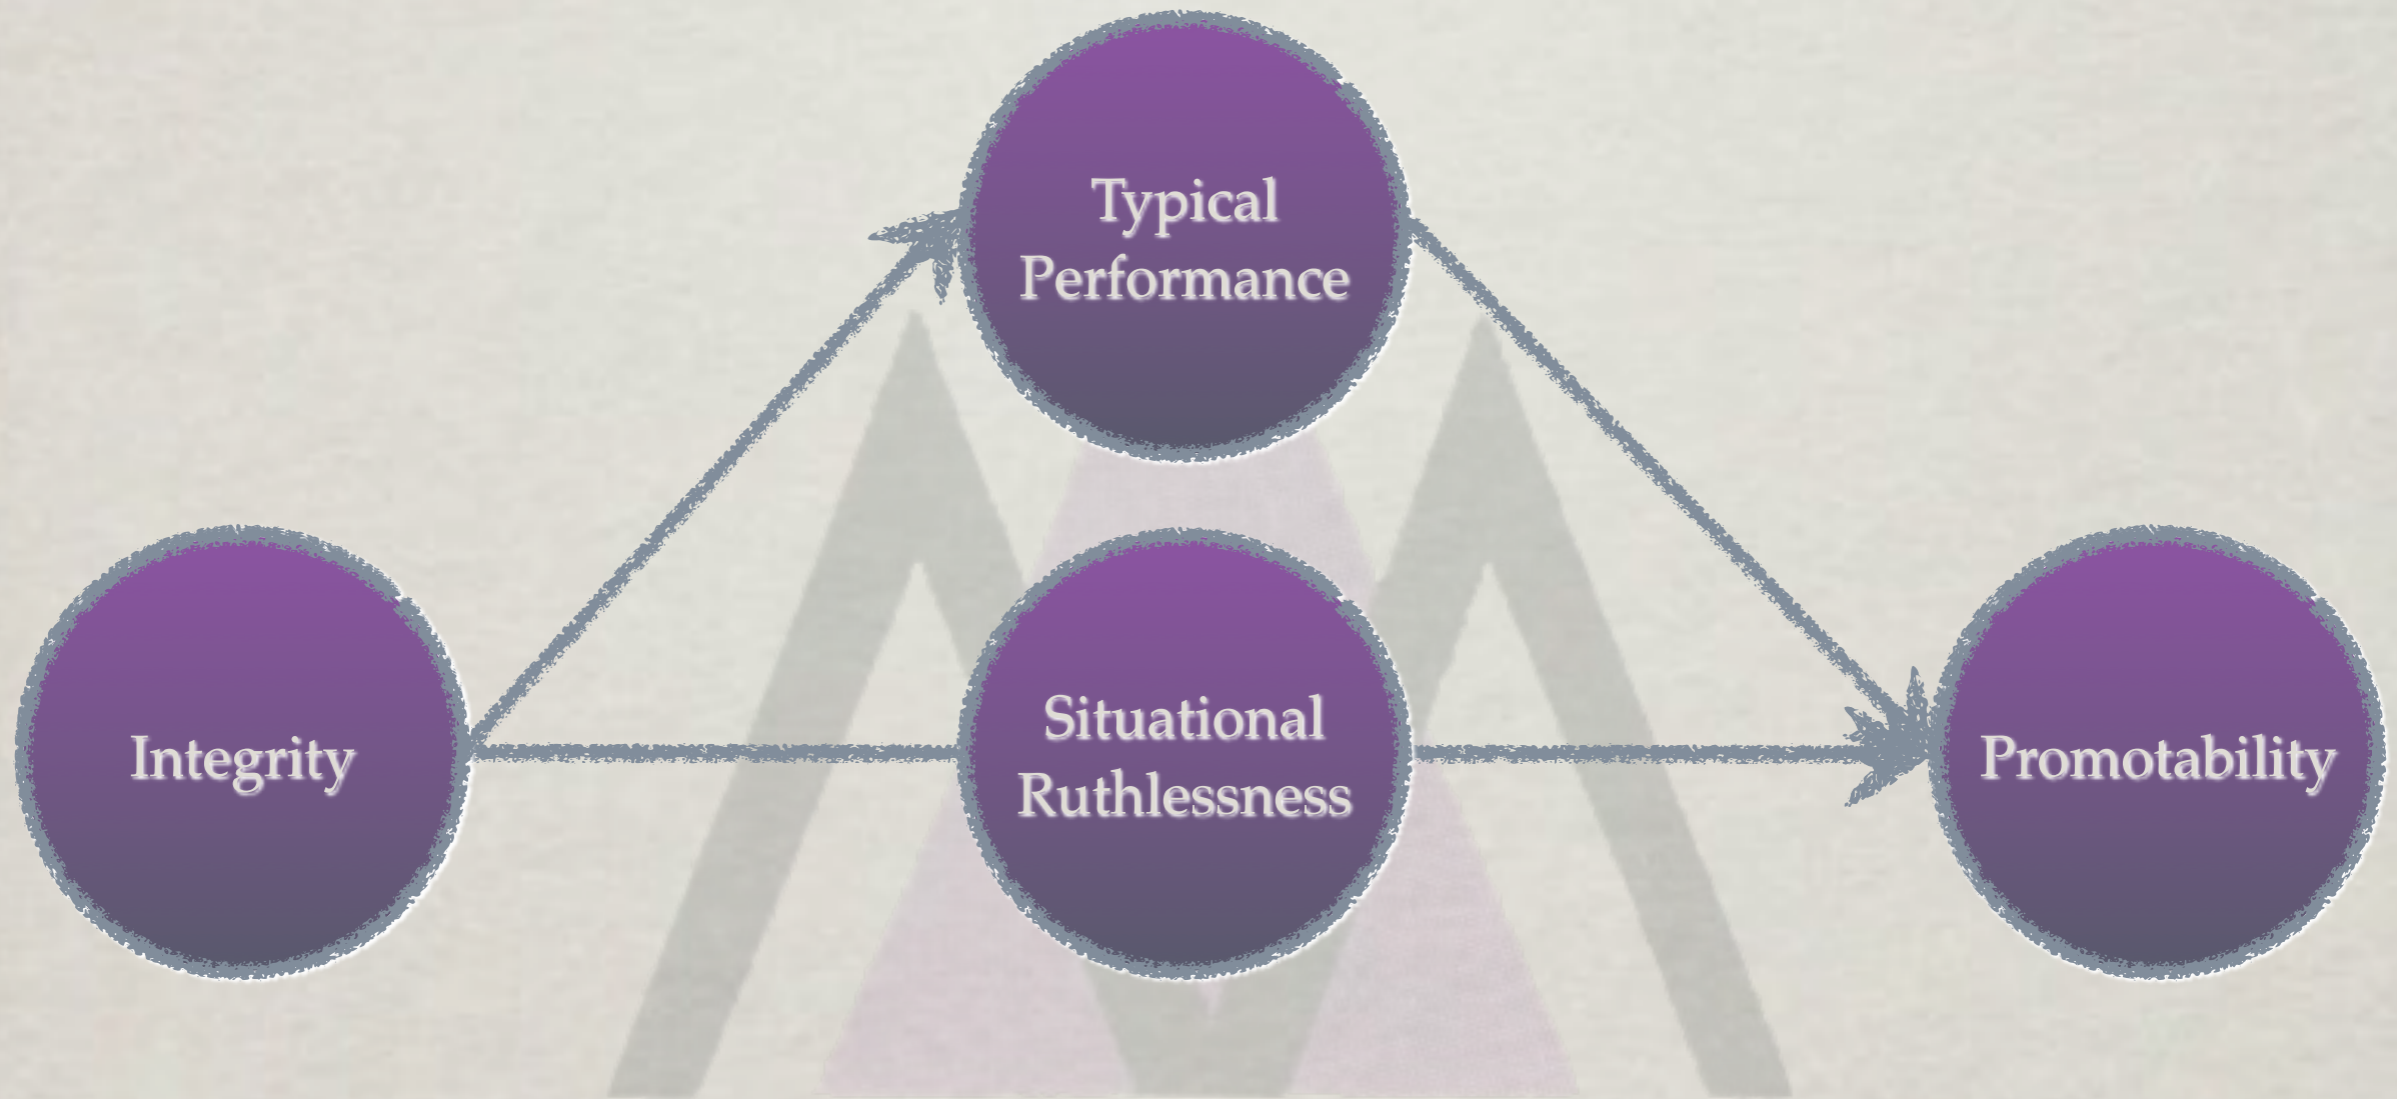 Typical
Performance
Integrity
Situational
Ruthlessness
Promotability